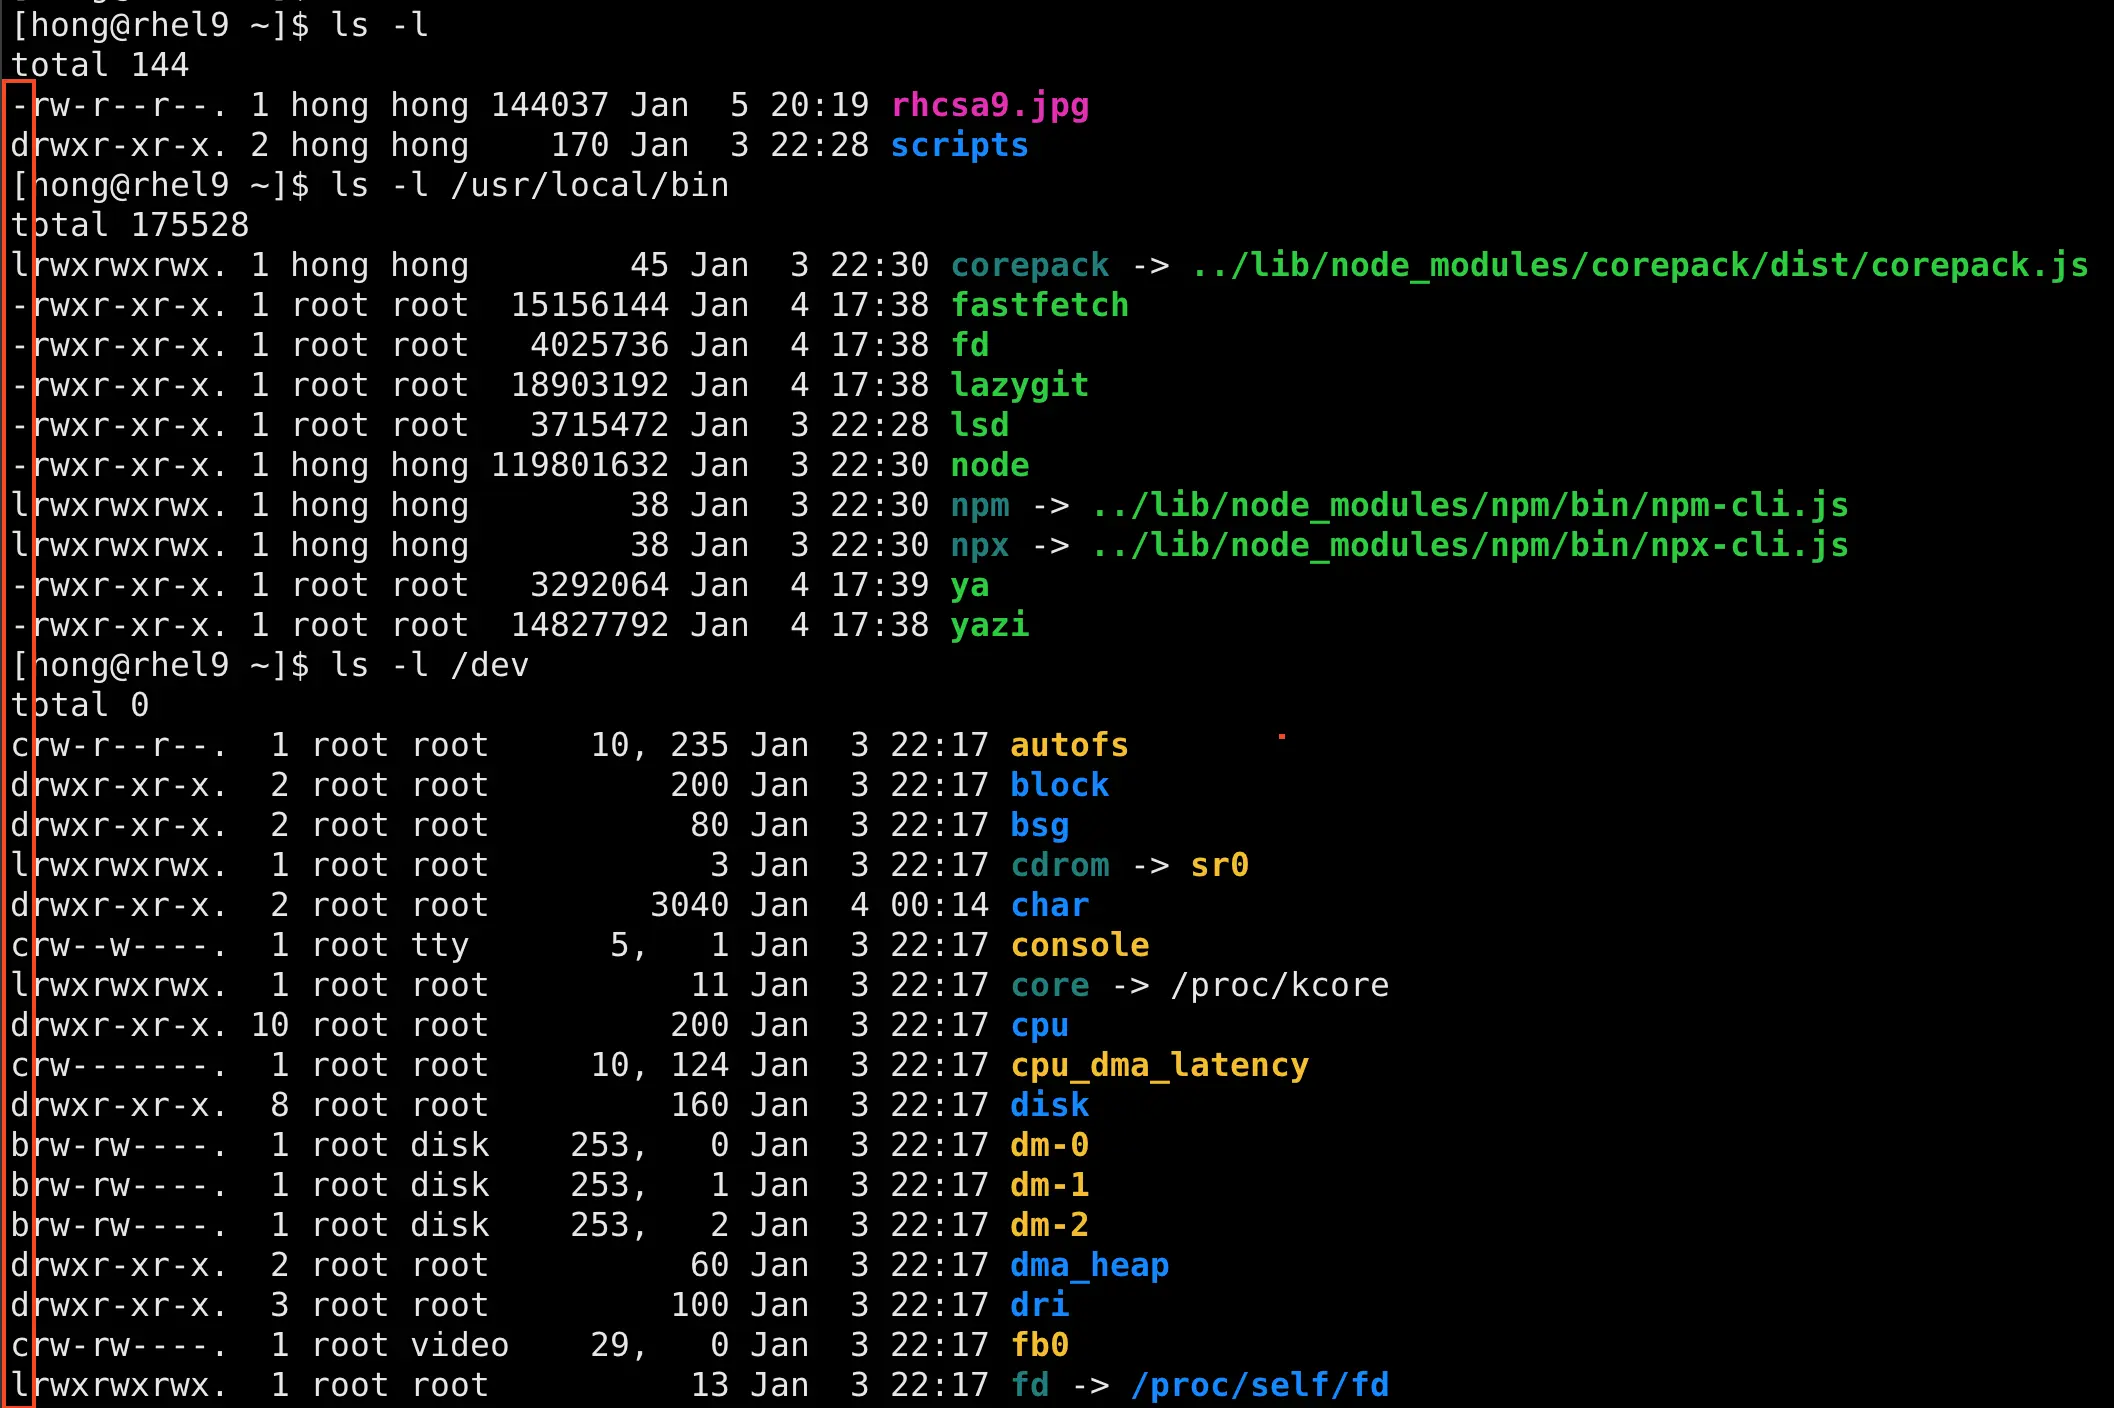 [hong@rhel9 ~]$ ls -l
total 144
-rw-r--r--. 1 hong hong 144037 Jan  5 20:19 rhcsa9.jpg
drwxr-xr-x. 2 hong hong    170 Jan  3 22:28 scripts
[hong@rhel9 ~]$ ls -l /usr/local/bin
total 175528
lrwxrwxrwx. 1 hong hong        45 Jan  3 22:30 corepack -> ../lib/node_modules/corepack/dist/corepack.js
-rwxr-xr-x. 1 root root  15156144 Jan  4 17:38 fastfetch
-rwxr-xr-x. 1 root root   4025736 Jan  4 17:38 fd
-rwxr-xr-x. 1 root root  18903192 Jan  4 17:38 lazygit
-rwxr-xr-x. 1 root root   3715472 Jan  3 22:28 lsd
-rwxr-xr-x. 1 hong hong 119801632 Jan  3 22:30 node
lrwxrwxrwx. 1 hong hong        38 Jan  3 22:30 npm -> ../lib/node_modules/npm/bin/npm-cli.js
lrwxrwxrwx. 1 hong hong        38 Jan  3 22:30 npx -> ../lib/node_modules/npm/bin/npx-cli.js
-rwxr-xr-x. 1 root root   3292064 Jan  4 17:39 ya
-rwxr-xr-x. 1 root root  14827792 Jan  4 17:38 yazi
[hong@rhel9 ~]$ ls -l /dev
total 0
crw-r--r--.  1 root root     10, 235 Jan  3 22:17 autofs
drwxr-xr-x.  2 root root         200 Jan  3 22:17 block
drwxr-xr-x.  2 root root          80 Jan  3 22:17 bsg
lrwxrwxrwx.  1 root root           3 Jan  3 22:17 cdrom -> sr0
drwxr-xr-x.  2 root root        3040 Jan  4 00:14 char
crw--w----.  1 root tty       5,   1 Jan  3 22:17 console
lrwxrwxrwx.  1 root root          11 Jan  3 22:17 core -> /proc/kcore
drwxr-xr-x. 10 root root         200 Jan  3 22:17 cpu
crw-------.  1 root root     10, 124 Jan  3 22:17 cpu_dma_latency
drwxr-xr-x.  8 root root         160 Jan  3 22:17 disk
brw-rw----.  1 root disk    253,   0 Jan  3 22:17 dm-0
brw-rw----.  1 root disk    253,   1 Jan  3 22:17 dm-1
brw-rw----.  1 root disk    253,   2 Jan  3 22:17 dm-2
drwxr-xr-x.  2 root root          60 Jan  3 22:17 dma_heap
drwxr-xr-x.  3 root root         100 Jan  3 22:17 dri
crw-rw----.  1 root video    29,   0 Jan  3 22:17 fb0
lrwxrwxrwx.  1 root root          13 Jan  3 22:17 fd -> /proc/self/fd